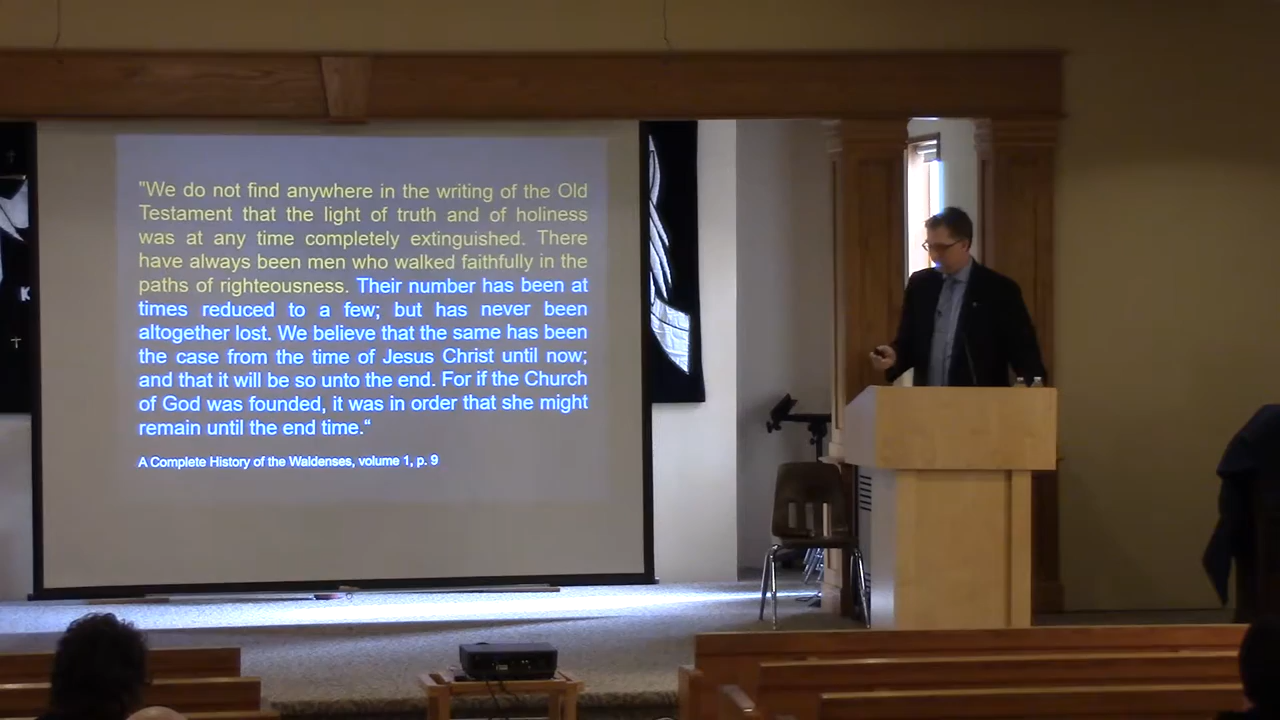 "We do not find anywhere in the writing of the Old
Testament that the light of truth and of holiness
was at any time completely extinguished. There
have always been men who walked faithfully in the
paths of righteousness. Their number has been at
times reduced to a few; but has never been
altogether lost. We believe that the same has been
the case from the time of Jesus Christ until now;
and that it will be so unto the end. For if the Church
of God was founded, it was in order that she might
remain until the end time.“
A Complete History of the Waldenses, volume 1, p. 9
K